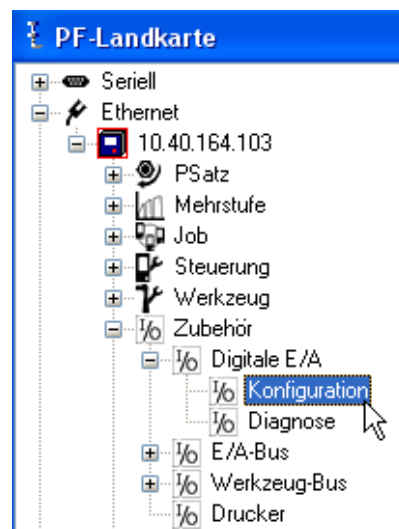 PF-Landkarte
Seriell
Ethernet
10.40.164.103
PSatz
Mehrstufe
Job
Steuerung
Werkzeug
I/O Zubehör
I/O Digitale E/A
I/O Konfiguration
I/O Diagnose
I/O E/A-Bus
I/O Werkzeug-Bus
I/O Drucker